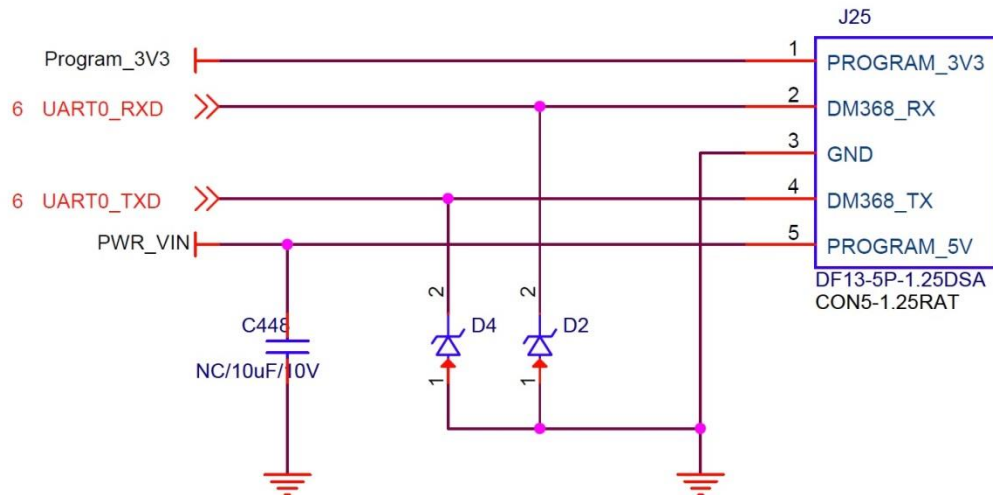 J25
Program_3V3
1
PROGRAM_3V3
6 UART0_RXD
2
DM368_RX
3
GND
6 UART0_TXD
4
DM368_TX
PWR_VIN
5
PROGRAM_5V
DF13-5P-1.25DSA
CON5-1.25RAT
2
2
C448
D4
D2
NC/10uF/10V
1
1